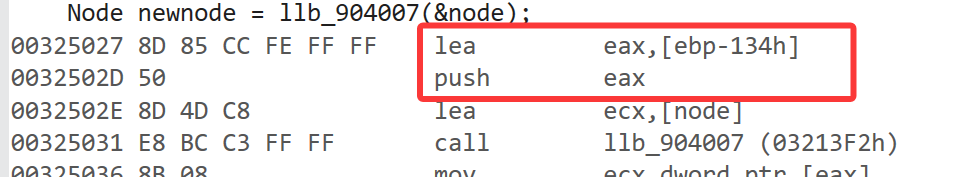 Node newnode = llb_904007(&node);
00325027 8D 85 CC FE FF FF lea eax,[ebp-134h]
0032502D 50 push eax
0032502E 8D 4D C8 lea ecx,[node]
00325031 E8 BC C3 FF FF call llb_904007 (03213F2h)
00325036 8B 08 mov ecx,dword ptr [eax]